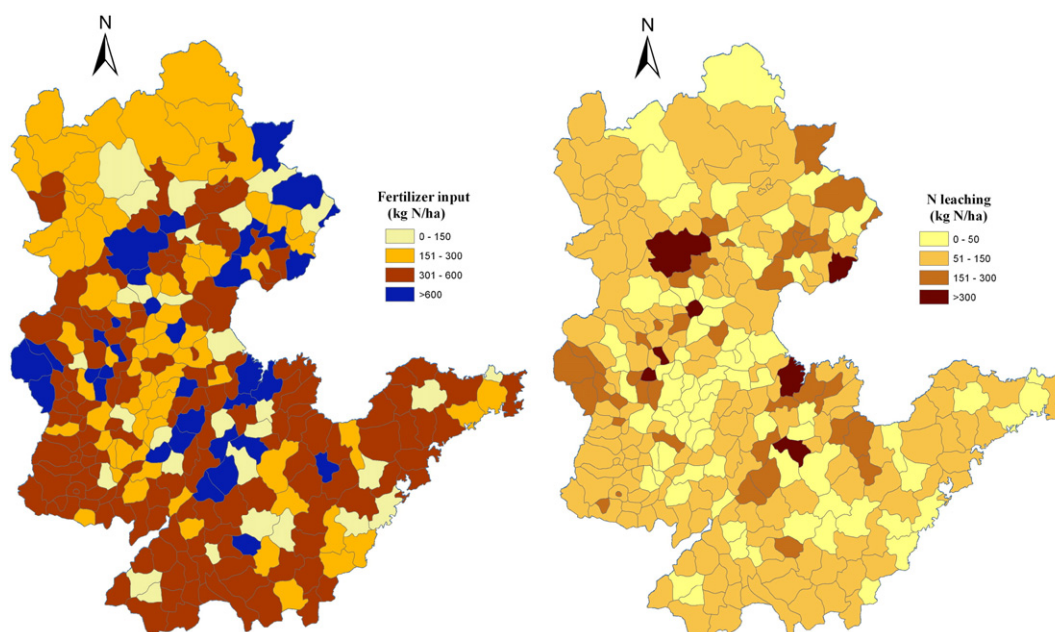 N
Fertilizer input
(kg N/ha)
0 - 150
151 - 300
301 - 600
>600
N
N leaching
(kg N/ha)
0 - 50
51 - 150
151 - 300
>300